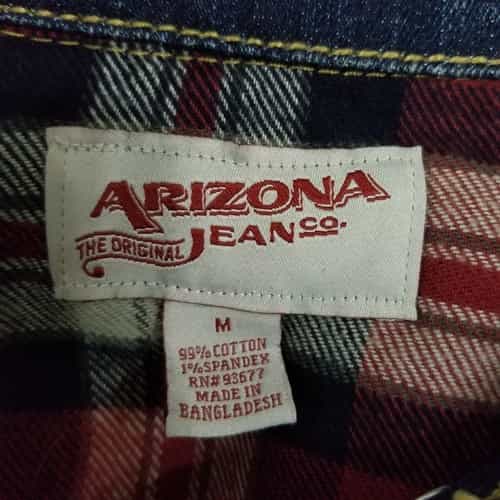 ARIZONA
THE ORIGINAL JEAN CO.
M
99% COTTON
1% SPANDEX
RN# 93677
MADE IN
BANGLADESH